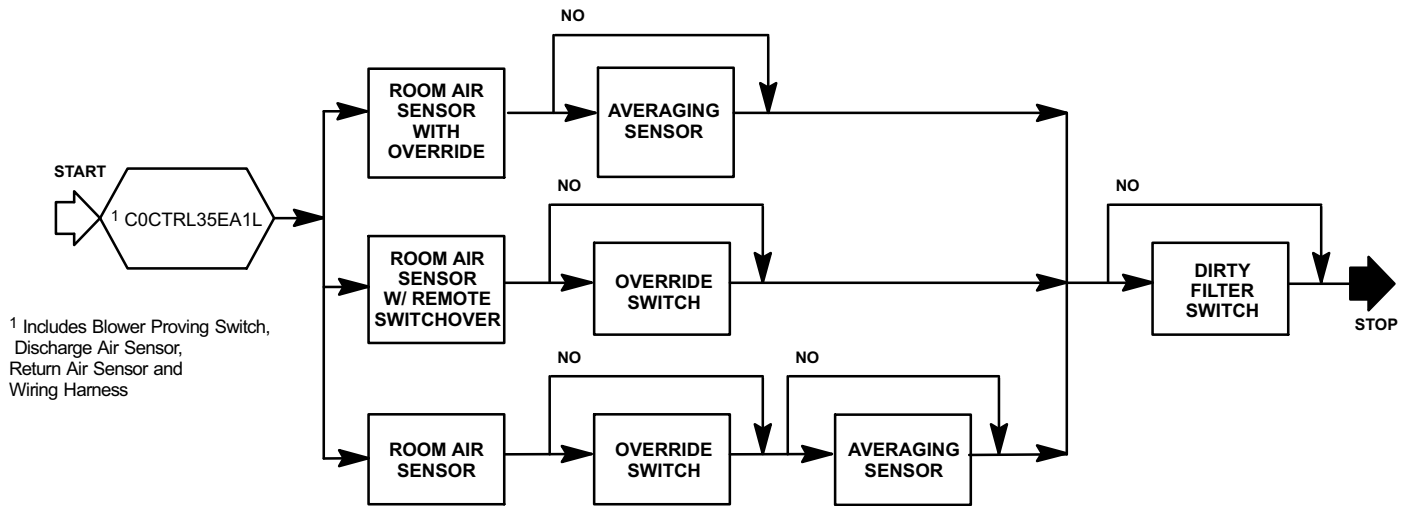 NO
ROOM AIR
SENSOR
WITH
OVERRIDE
AVERAGING
SENSOR
START
1 C0CTRL35EA1L
NO
NO
ROOM AIR
SENSOR
W/ REMOTE
SWITCHOVER
OVERRIDE
SWITCH
DIRTY
FILTER
SWITCH
STOP
1 Includes Blower Proving Switch,
Discharge Air Sensor,
Return Air Sensor and
Wiring Harness
NO
NO
ROOM AIR
SENSOR
OVERRIDE
SWITCH
AVERAGING
SENSOR